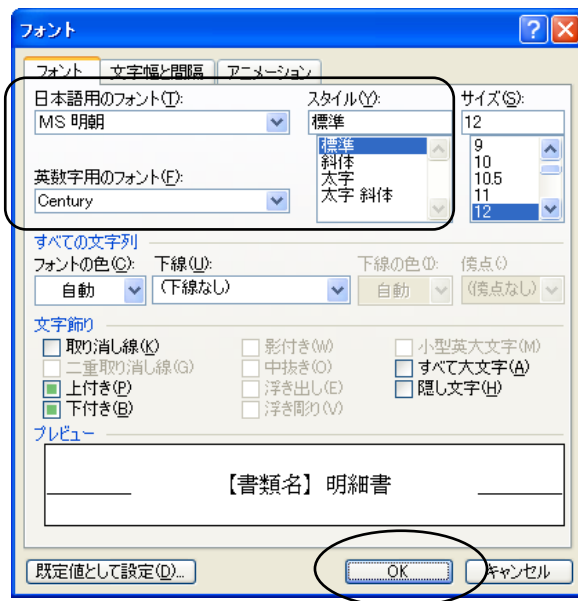 フォント
フォント 文字幅と間隔 アニメーション
日本語用のフォント(T): スタイル(Y): サイズ(S):
MS 明朝 標準 12
標準 9
斜体 10
太字 10.5
太字 斜体 11
12
英数字用のフォント(F):
Century
すべての文字列
フォントの色(C): 下線(U): 下線の色(I): 傍点(·)
自動 (下線なし) 自動 (傍点なし)
文字飾り
取り消し線(K) 影付き(W) 小型英大文字(M)
二重取り消し線(G) 中抜き(O) すべて大文字(A)
上付き(P) 浮き出し(E) 隠し文字(H)
下付き(B) 浮き彫り(V)
プレビュー
【書類名】明細書
既定値として設定(D)... OK キャンセル